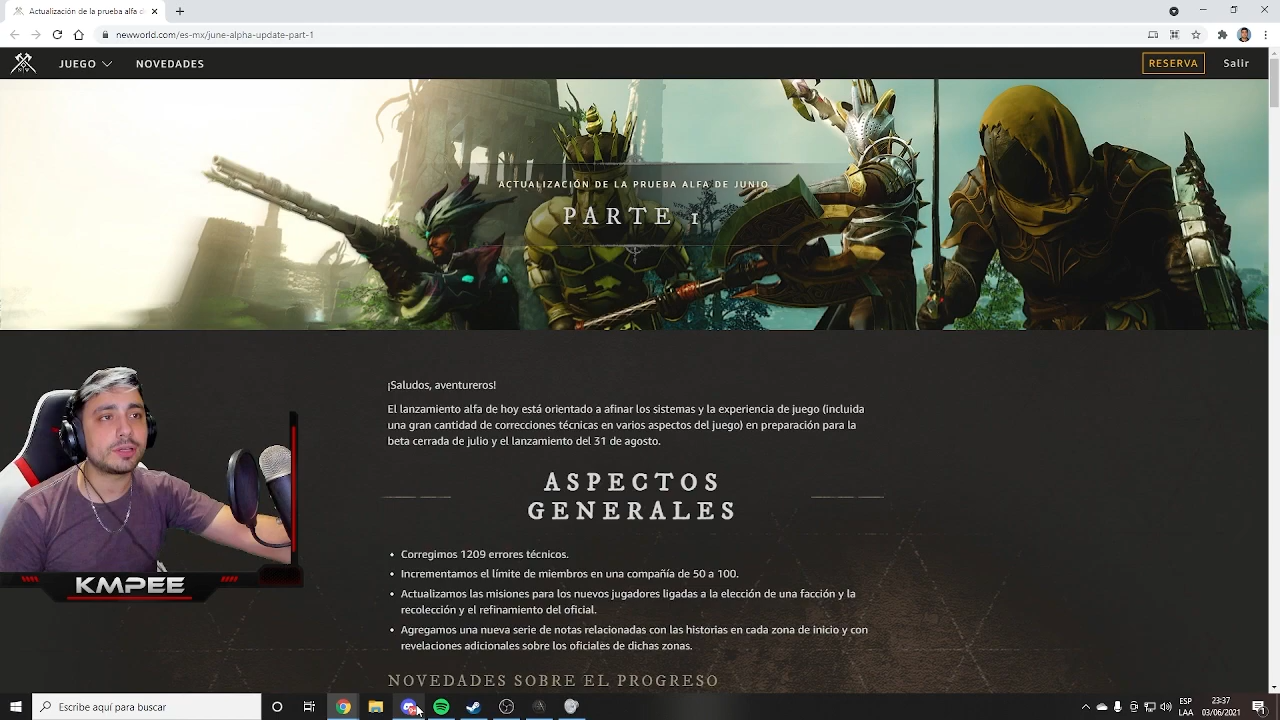 Actualización de la prueba alfa d
newworld.com/es-mx/june-alpha-update-part-1
JUEGO
NOVEDADES
RESERVA
Salir
ACTUALIZACIÓN DE LA PRUEBA ALFA DE JUNIO
PARTE 1
¡Saludos, aventureros!
El lanzamiento alfa de hoy está orientado a afinar los sistemas y la experiencia de juego (incluida
una gran cantidad de correcciones técnicas en varios aspectos del juego) en preparación para la
beta cerrada de julio y el lanzamiento del 31 de agosto.
ASPECTOS
GENERALES
• Corregimos 1209 errores técnicos.
• Incrementamos el límite de miembros en una compañía de 50 a 100.
• Actualizamos las misiones para los nuevos jugadores ligadas a la elección de una facción y la
recolección y el refinamiento del oficial.
• Agregamos una nueva serie de notas relacionadas con las historias en cada zona de inicio y con
revelaciones adicionales sobre los oficiales de dichas zonas.
NOVEDADES SOBRE EL PROGRESO
KMPEE
Escribe aquí para buscar
ESP
LAA
23:37
03/06/2021